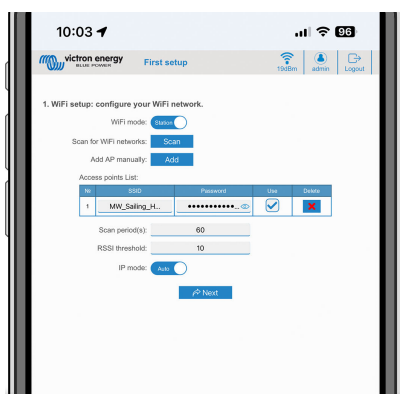 10:03 96
victron energy
BLUE POWER
First setup
19dBm admin Logout
1. WiFi setup: configure your WiFi network.
WiFi mode: Station
Scan for WiFi networks: Scan
Add AP manually: Add
Access points List:
№ SSID Password Use Delete
1 MW_Sailing_H... ●●●●●●●●●●●...
Scan period(s): 60
RSSI threshold: 10
IP mode: Auto
Next